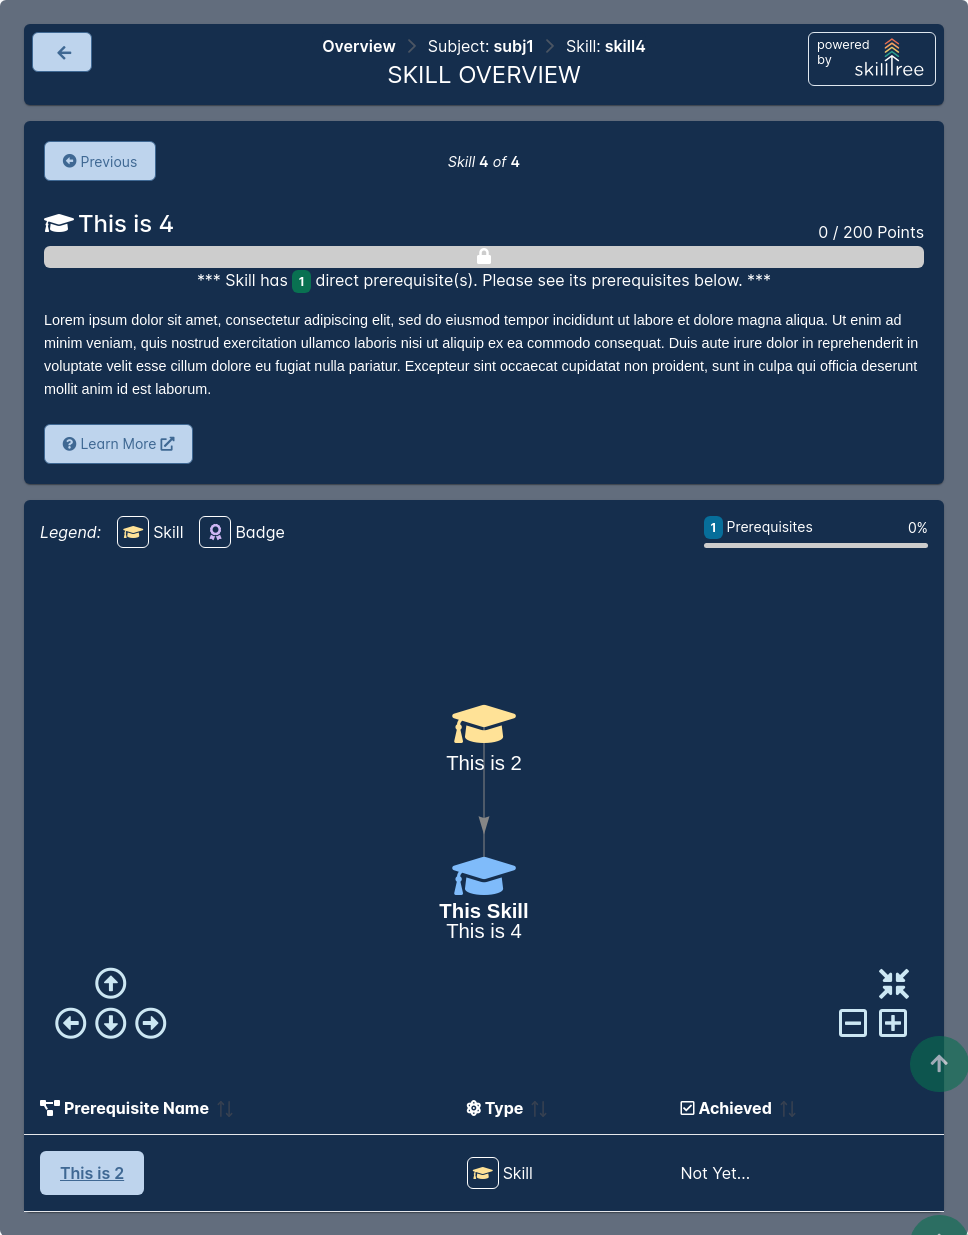 Overview Subject: subj1 Skill: skill4
SKILL OVERVIEW
powered
by
skilltree
Previous
Skill 4 of 4
This is 4
0 / 200 Points
*** Skill has 1 direct prerequisite(s). Please see its prerequisites below. ***
Lorem ipsum dolor sit amet, consectetur adipiscing elit, sed do eiusmod tempor incididunt ut labore et dolore magna aliqua. Ut enim ad
minim veniam, quis nostrud exercitation ullamco laboris nisi ut aliquip ex ea commodo consequat. Duis aute irure dolor in reprehenderit in
voluptate velit esse cillum dolore eu fugiat nulla pariatur. Excepteur sint occaecat cupidatat non proident, sunt in culpa qui officia deserunt
mollit anim id est laborum.
Learn More
Legend: Skill Badge
1 Prerequisites 0%
This is 2
This Skill
This is 4
Prerequisite Name Type Achieved
This is 2 Skill Not Yet...